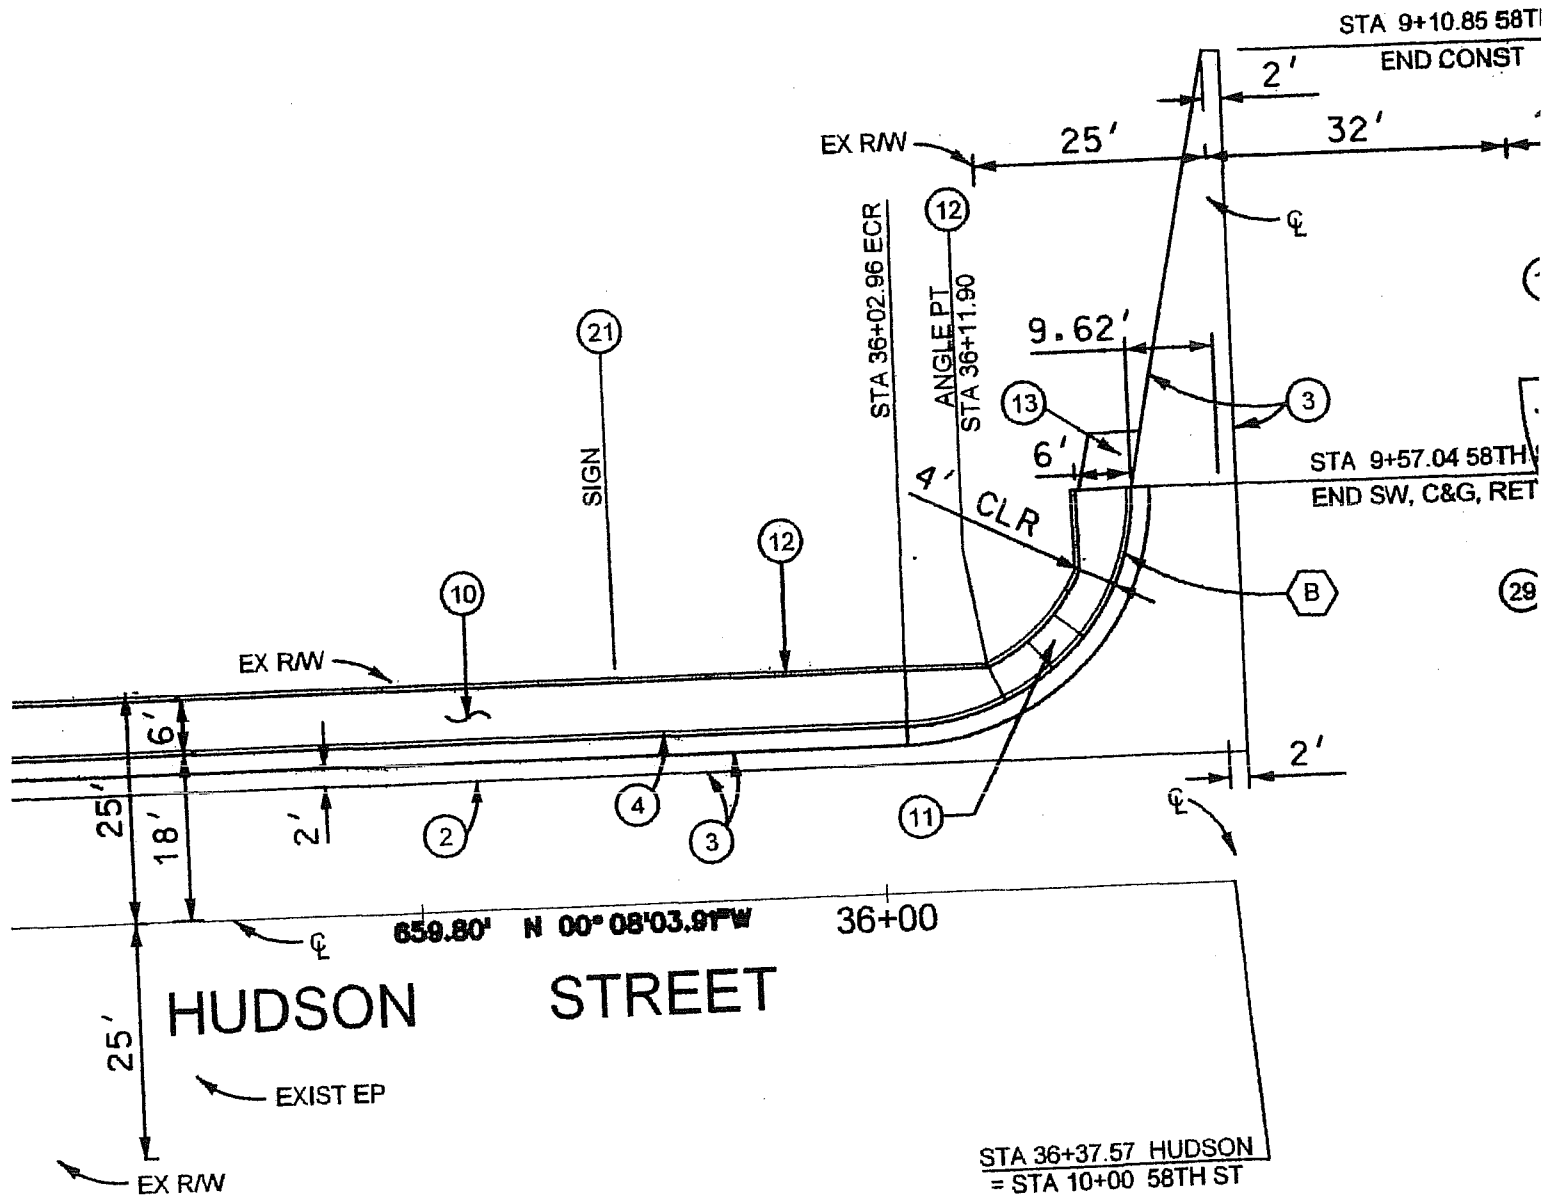 STA 9+10.85 58T
END CONST
2'
EX R/W
25'
32'
12
℄
STA 36+02.96 ECR
ANGLE PT
STA 36+11.90
21
9.62'
13
3
6'
STA 9+57.04 58TH
END SW, C&G, RET
SIGN
4' CLR
12
10
B
29
EX R/W
6'
25'
18'
2'
2
4
3
11
2'
℄
℄
659.80' N 00° 08'03.91"W
36+00
HUDSON STREET
25'
EXIST EP
EX R/W
STA 36+37.57 HUDSON
= STA 10+00 58TH ST